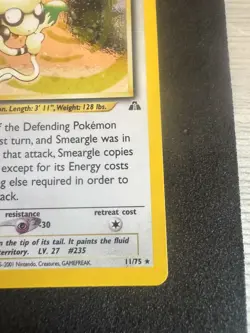 n. Length: 3' 11", Weight: 128 lbs.
f the Defending Pokémon
st turn, and Smeargle was in
that attack, Smeargle copies
except for its Energy costs
g else required in order to
ack.
resistance
retreat cost
-30
n the tip of its tail. It paints the fluid
territory. LV. 27 #235
5-2001 Nintendo, Creatures, GAMEFREAK.
11/75 ★